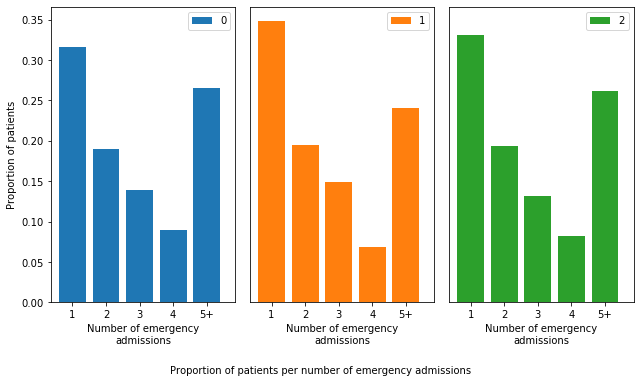 0
1
2
0.35
0.30
0.25
0.20
0.15
0.10
0.05
0.00
Proportion of patients
1 2 3 4 5+
Number of emergency
admissions
1 2 3 4 5+
Number of emergency
admissions
1 2 3 4 5+
Number of emergency
admissions
Proportion of patients per number of emergency admissions